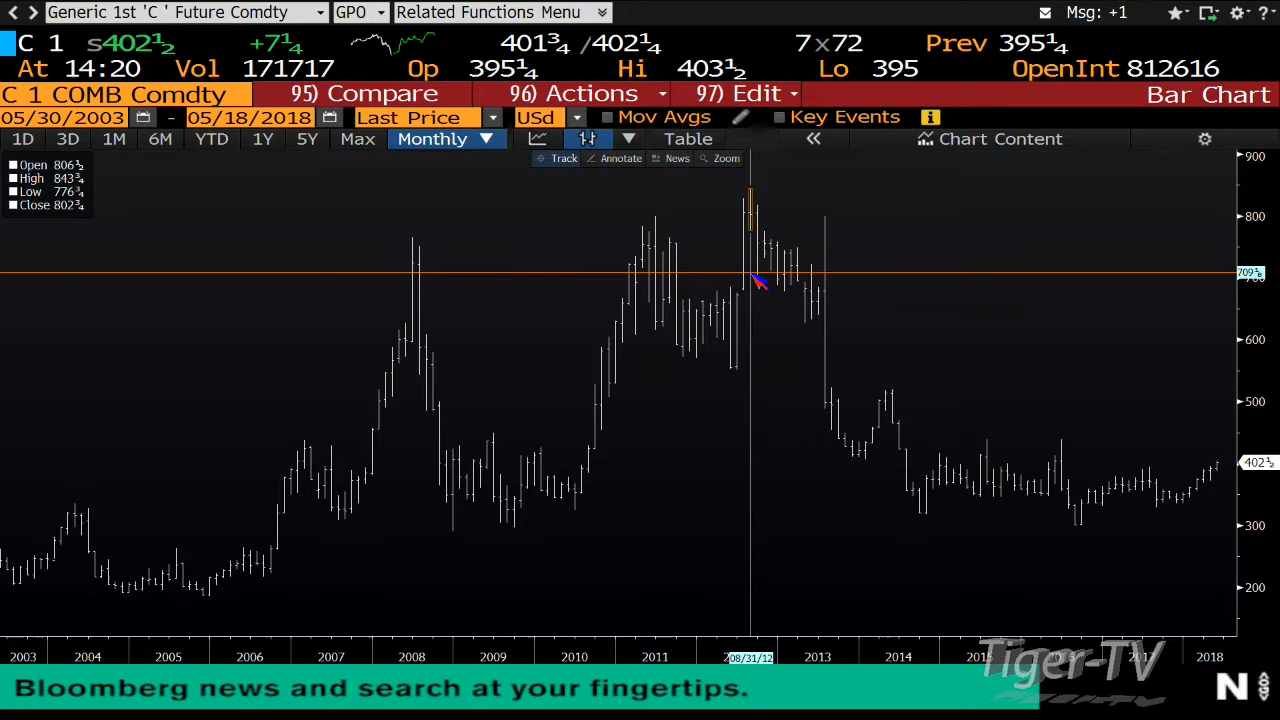 Generic 1st 'C ' Future Comdty GPO Related Functions Menu Msg: +1
C 1 s402½ +7¼ 401¾ /402¼ 7x72 Prev 395¼
At 14:20 Vol 171717 Op 395¼ Hi 403½ Lo 395 OpenInt 812616
C 1 COMB Comdty 95) Compare 96) Actions 97) Edit Bar Chart
05/30/2003 - 05/18/2018 Last Price USd Mov Avgs Key Events
1D 3D 1M 6M YTD 1Y 5Y Max Monthly Table « Chart Content
Track Annotate News Zoom
Open 806½
High 843¾
Low 776¾
Close 802¾
900
800
709⅛
700
600
500
402½
300
200
2003 2004 2005 2006 2007 2008 2009 2010 2011 08/31/12 2013 2014 2015 2016 2017 2018
Tiger-TV
Bloomberg news and search at your fingertips.
N